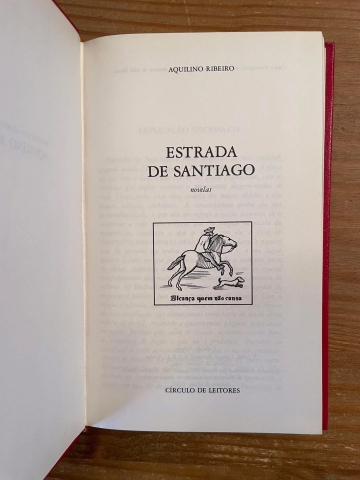 AQUILINO RIBEIRO
ESTRADA
DE SANTIAGO
novelas
Alcança quem não cansa
CÍRCULO DE LEITORES